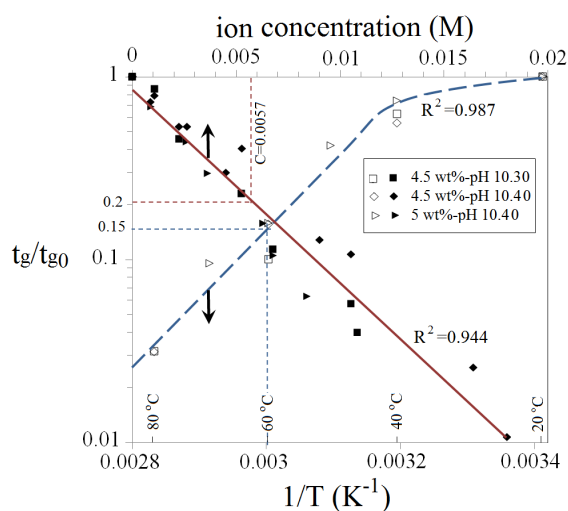 ion concentration (M)
0 0.005 0.01 0.015 0.02
1
0.2
0.15
0.1
0.01
t_g/t_g0
C=0.0057
R²=0.987
4.5 wt%-pH 10.30
4.5 wt%-pH 10.40
5 wt%-pH 10.40
R²=0.944
80 °C
60 °C
40 °C
20 °C
0.0028 0.003 0.0032 0.0034
1/T (K⁻¹)